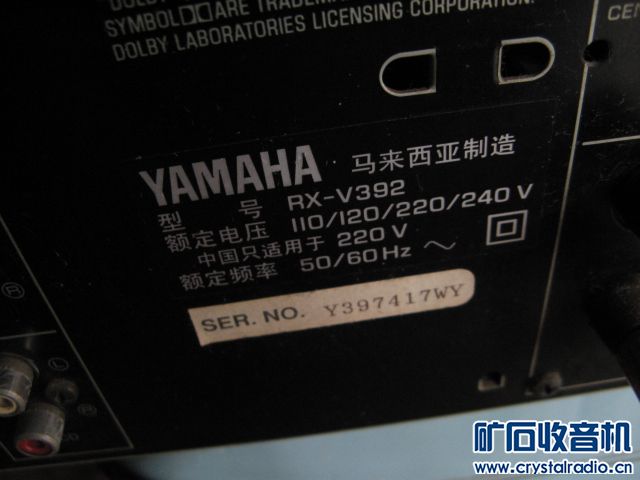 SYMBOL ARE TRADEMA
DOLBY LABORATORIES LICENSING CORPORATION.
CEN
YAMAHA 马来西亚制造
型 号 RX-V392
额定电压 110/120/220/240 V
中国只适用于 220 V
额定频率 50/60 Hz ~
SER. NO. Y397417WY
L
R
R
矿石收音机
www.crystalradio.cn